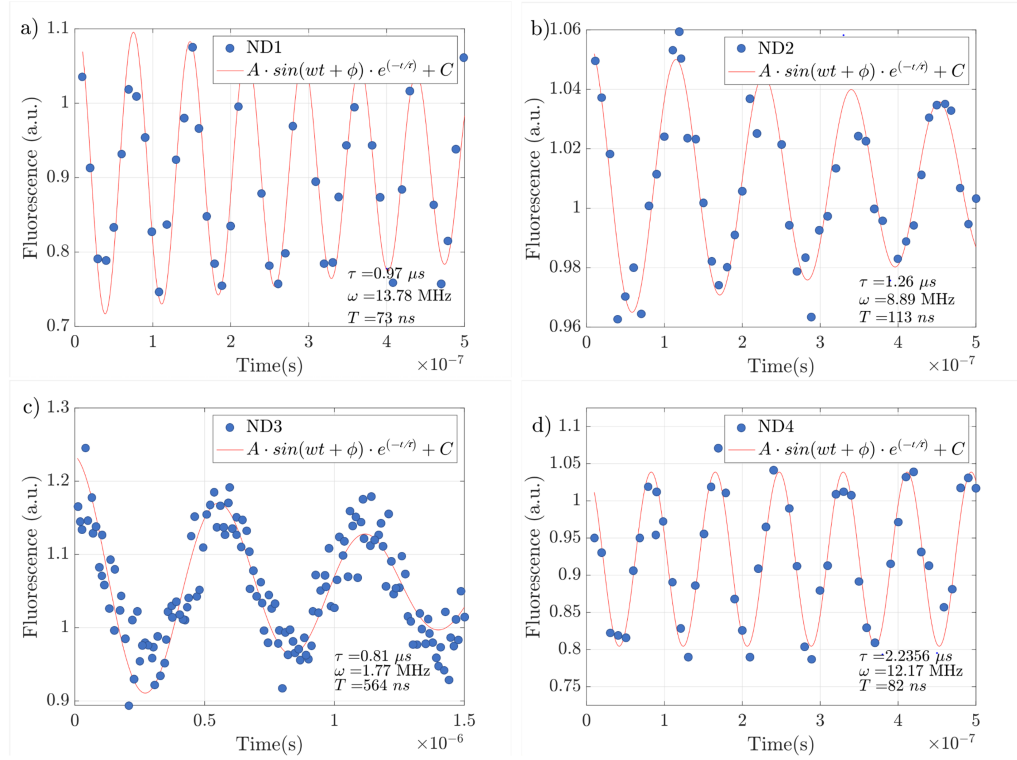 a)
1.1
1
0.9
0.8
0.7
Fluorescence (a.u.)
ND1
A · sin(wt + ϕ) · e^(−t/τ) + C
τ =0.97 μs
ω =13.78 MHz
T =73 ns
0 1 2 3 4 5
Time(s)
×10^-7
b)
1.06
1.04
1.02
1
0.98
0.96
Fluorescence (a.u.)
ND2
A · sin(wt + ϕ) · e^(−t/τ) + C
τ =1.26 μs
ω =8.89 MHz
T =113 ns
0 1 2 3 4 5
Time(s)
×10^-7
c)
1.3
1.2
1.1
1
0.9
Fluorescence (a.u.)
ND3
A · sin(wt + ϕ) · e^(−t/τ) + C
τ =0.81 μs
ω =1.77 MHz
T =564 ns
0 0.5 1 1.5
Time(s)
×10^-6
d)
1.1
1.05
1
0.95
0.9
0.85
0.8
0.75
Fluorescence (a.u.)
ND4
A · sin(wt + ϕ) · e^(−t/τ) + C
τ =2.2356 μs
ω =12.17 MHz
T =82 ns
0 1 2 3 4 5
Time(s)
×10^-7